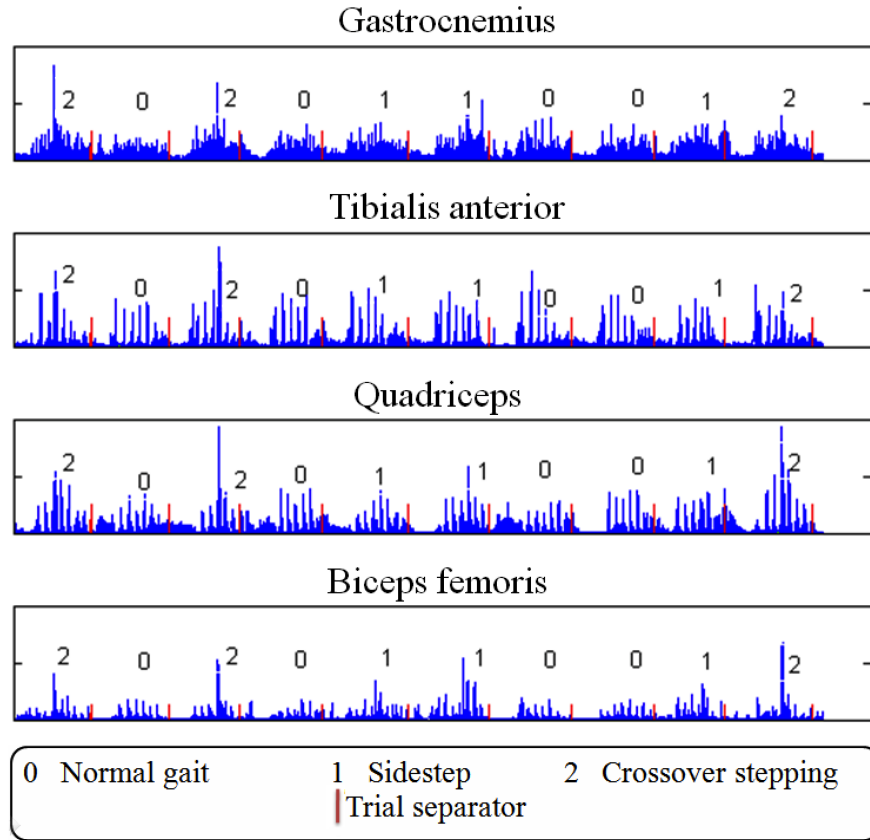 Gastrocnemius
2 0 2 0 1 1 0 0 1 2
Tibialis anterior
2 0 2 0 1 1 0 0 1 2
Quadriceps
2 0 2 0 1 1 0 0 1 2
Biceps femoris
2 0 2 0 1 1 0 0 1 2
0 Normal gait 1 Sidestep 2 Crossover stepping
Trial separator